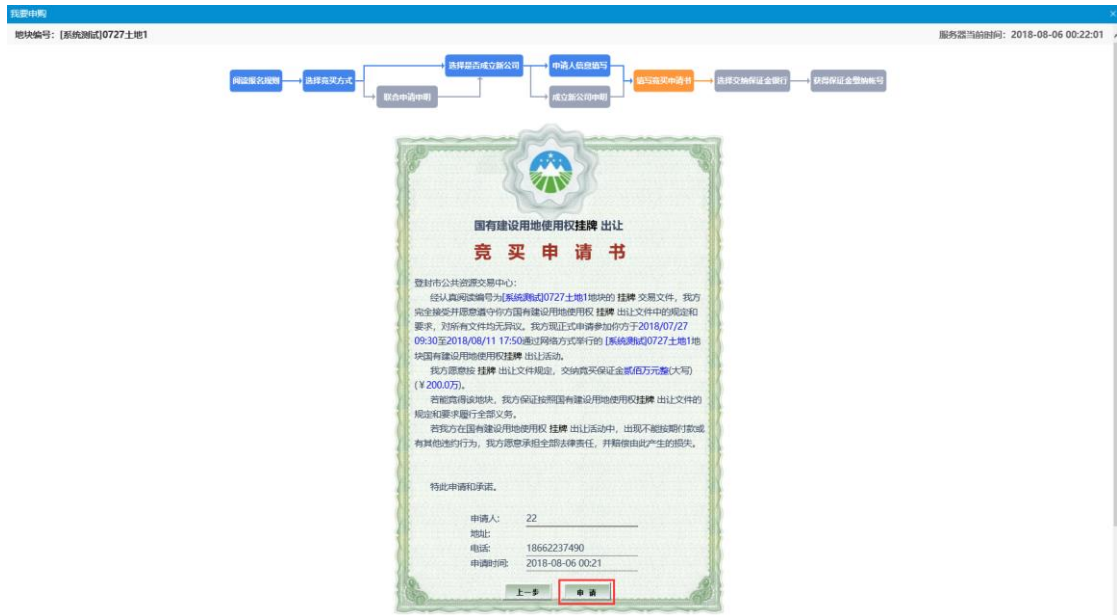 我要申购
地块编号: [系统测试]0727土地1
服务器当前时间: 2018-08-06 00:22:01
选择是否成立新公司
申请人信息填写
阅读报名规则
选择竞买方式
填写竞买申请书
选择交纳保证金银行
获得保证金缴纳帐号
联合申请申明
成立新公司申明
国有建设用地使用权挂牌 出让
竞 买 申 请 书
登封市公共资源交易中心:
经认真阅读编号为[系统测试]0727土地1地块的 挂牌 交易文件，我方
完全接受并愿意遵守你方国有建设用地使用权 挂牌 出让文件中的规定和
要求，对所有文件均无异议。我方现正式申请参加你方于2018/07/27
09:30至2018/08/11 17:50通过网络方式举行的 [系统测试]0727土地1地
块国有建设用地使用权挂牌 出让活动。
我方愿意按 挂牌 出让文件规定，交纳竞买保证金贰佰万元整(大写)
(￥200.0万)。
若能竞得该地块，我方保证按照国有建设用地使用权挂牌 出让文件的
规定和要求履行全部义务。
若我方在国有建设用地使用权 挂牌 出让活动中，出现不能按期付款或
有其他违约行为，我方愿意承担全部法律责任，并赔偿由此产生的损失。
特此申请和承诺。
申请人: 22
地址:
电话: 18662237490
申请时间: 2018-08-06 00:21
上一步
申 请